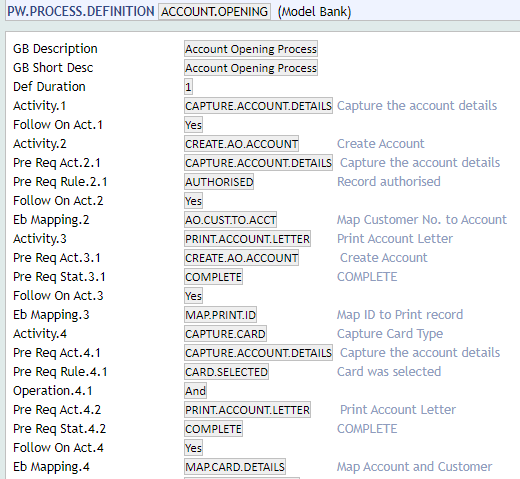 PW.PROCESS.DEFINITION ACCOUNT.OPENING (Model Bank)
GB Description Account Opening Process
GB Short Desc Account Opening Process
Def Duration 1
Activity.1 CAPTURE.ACCOUNT.DETAILS Capture the account details
Follow On Act.1 Yes
Activity.2 CREATE.AO.ACCOUNT Create Account
Pre Req Act.2.1 CAPTURE.ACCOUNT.DETAILS Capture the account details
Pre Req Rule.2.1 AUTHORISED Record authorised
Follow On Act.2 Yes
Eb Mapping.2 AO.CUST.TO.ACCT Map Customer No. to Account
Activity.3 PRINT.ACCOUNT.LETTER Print Account Letter
Pre Req Act.3.1 CREATE.AO.ACCOUNT Create Account
Pre Req Stat.3.1 COMPLETE COMPLETE
Follow On Act.3 Yes
Eb Mapping.3 MAP.PRINT.ID Map ID to Print record
Activity.4 CAPTURE.CARD Capture Card Type
Pre Req Act.4.1 CAPTURE.ACCOUNT.DETAILS Capture the account details
Pre Req Rule.4.1 CARD.SELECTED Card was selected
Operation.4.1 And
Pre Req Act.4.2 PRINT.ACCOUNT.LETTER Print Account Letter
Pre Req Stat.4.2 COMPLETE COMPLETE
Follow On Act.4 Yes
Eb Mapping.4 MAP.CARD.DETAILS Map Account and Customer